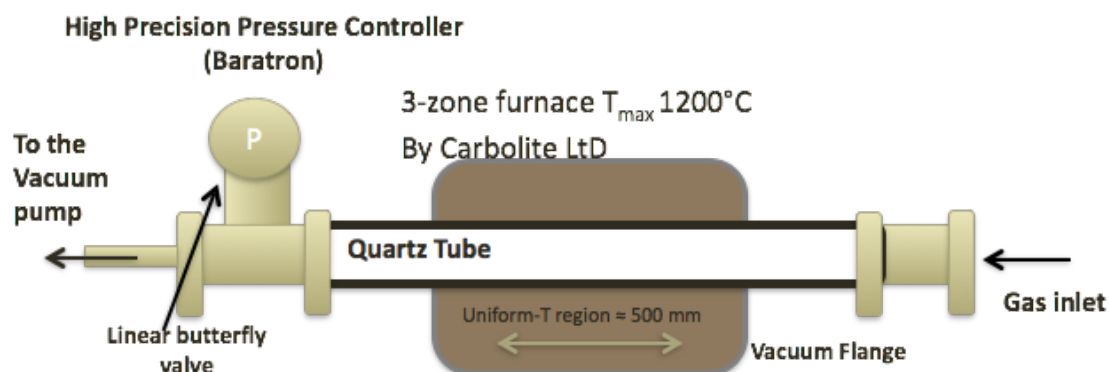 High Precision Pressure Controller
(Baratron)
3-zone furnace Tmax 1200°C
By Carbolite LtD
P
To the
Vacuum
pump
Quartz Tube
Gas inlet
Uniform-T region ≈ 500 mm
Linear butterfly
valve
Vacuum Flange